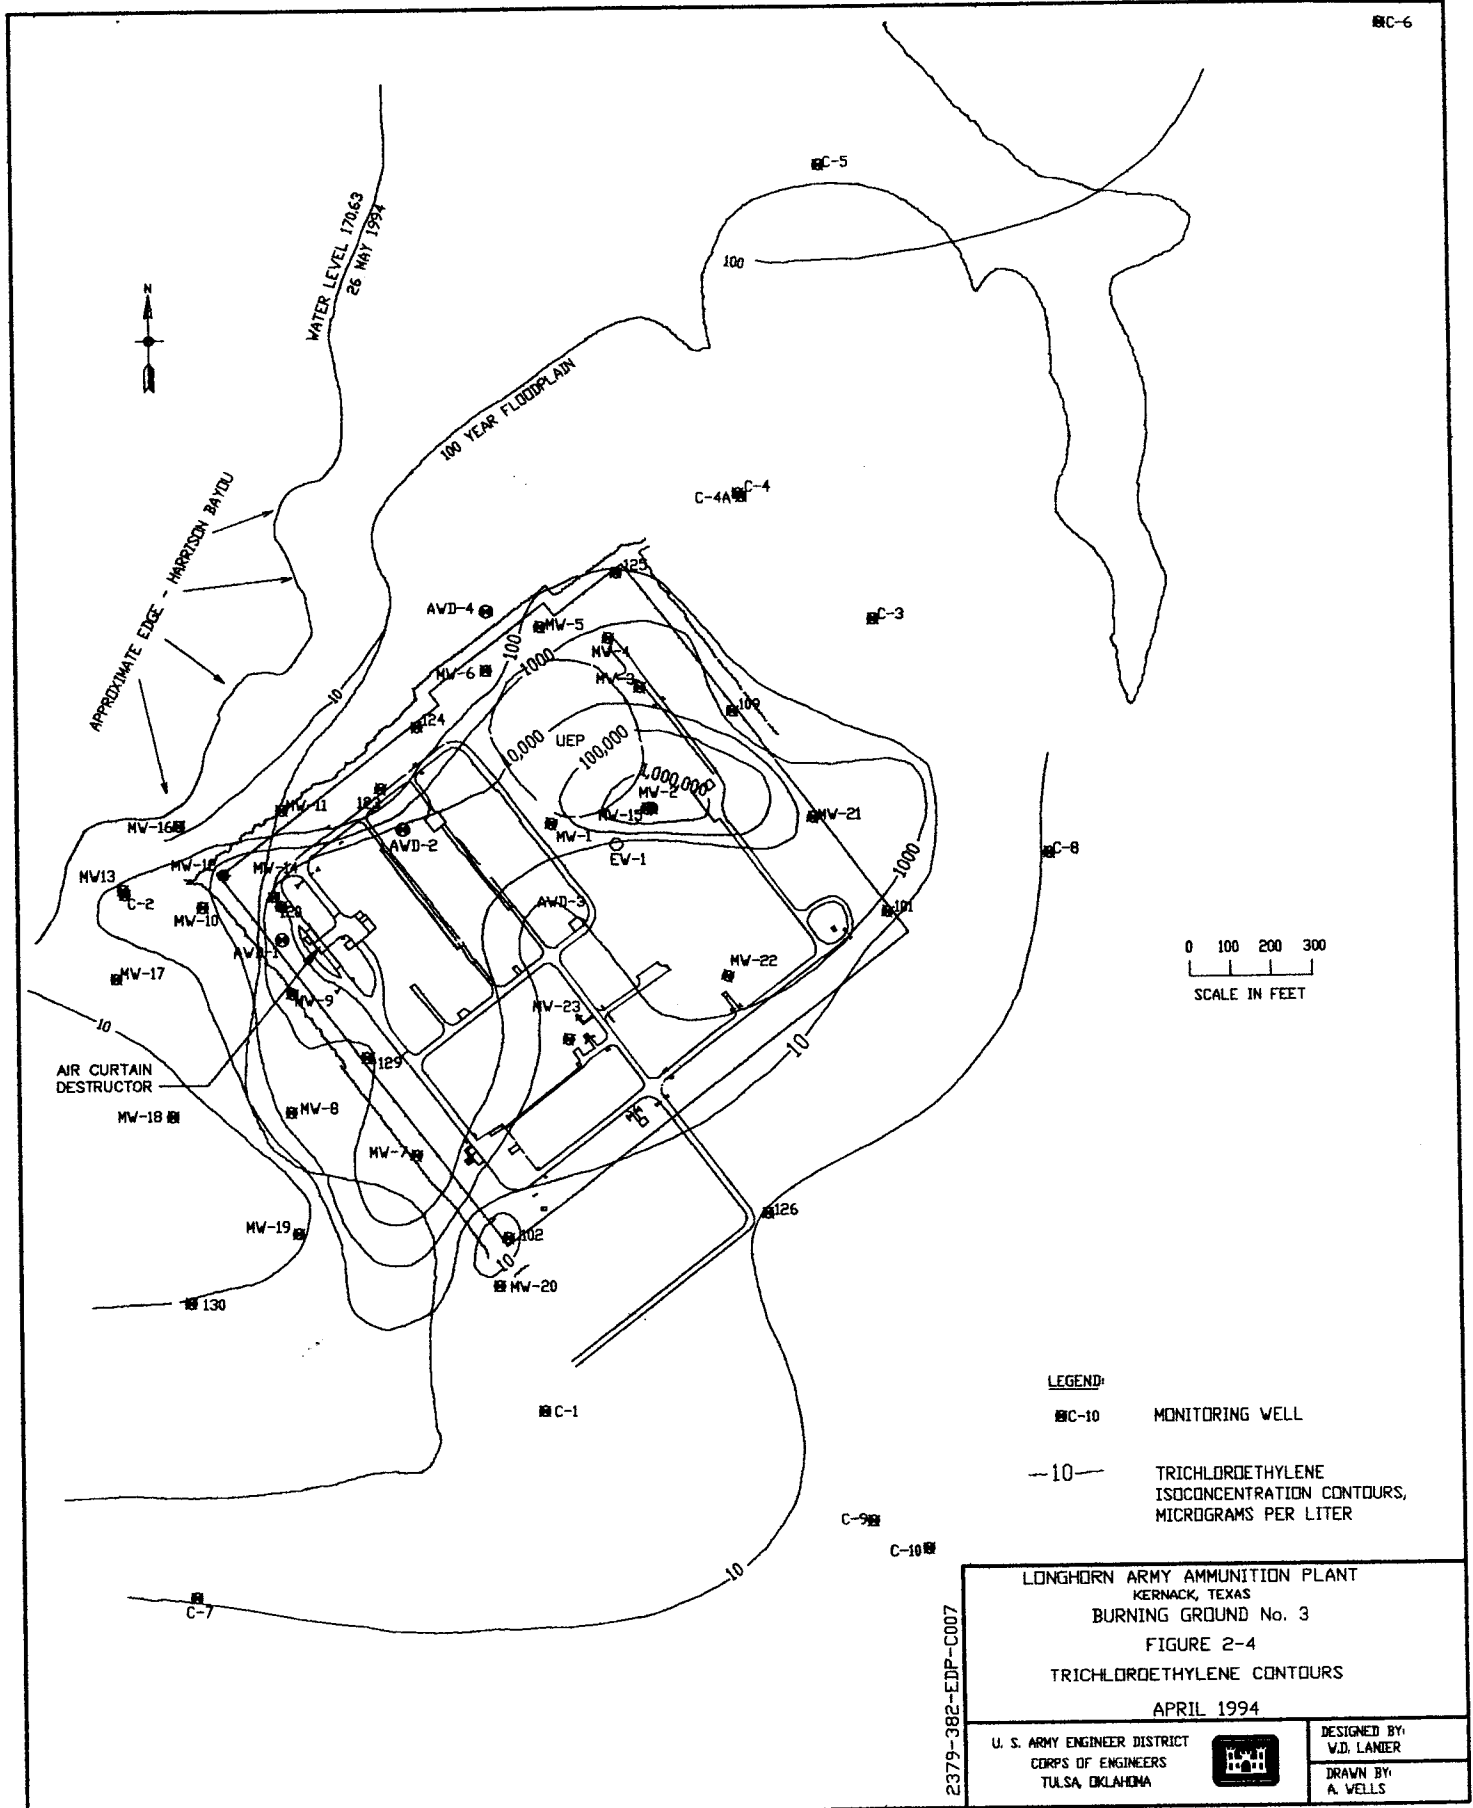 C-6
C-5
WATER LEVEL 170.63
26 MAY 1994
100
N
100 YEAR FLOODPLAIN
C-4
C-4A
APPROXIMATE EDGE - HARRISON BAYOU
125
AWD-4
MW-5
C-3
100
MW-4
MW-6
1000
MW-3
10
109
124
UEP
10,000
100,000
1,000,000
123
MW-2
MW-11
MW-15
MW-21
MW-16
MW-1
AWD-2
EW-1
C-8
1000
MW-12
MW-14
MW13
C-2
AWD-3
MW-10
120
101
AWD-1
0 100 200 300
SCALE IN FEET
MW-17
MW-22
MW-9
MW-23
10
10
129
AIR CURTAIN
DESTRUCTOR
MW-18
MW-8
MW-7
126
MW-19
102
10
MW-20
130
LEGEND:
C-1
C-10 MONITORING WELL
10 TRICHLOROETHYLENE
ISOCONCENTRATION CONTOURS,
MICROGRAMS PER LITER
C-9
C-10
10
C-7
LONGHORN ARMY AMMUNITION PLANT
KERNACK, TEXAS
BURNING GROUND No. 3
FIGURE 2-4
TRICHLOROETHYLENE CONTOURS
APRIL 1994
2379-382-EDP-C007
U. S. ARMY ENGINEER DISTRICT
CORPS OF ENGINEERS
TULSA, OKLAHOMA
DESIGNED BY:
W.D. LANIER
DRAWN BY:
A. WELLS